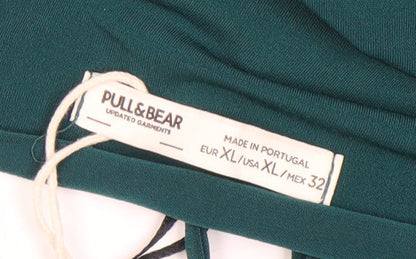 PULL&BEAR
UPDATED GARMENTS
MADE IN PORTUGAL
EUR XL/USA XL/MEX 32